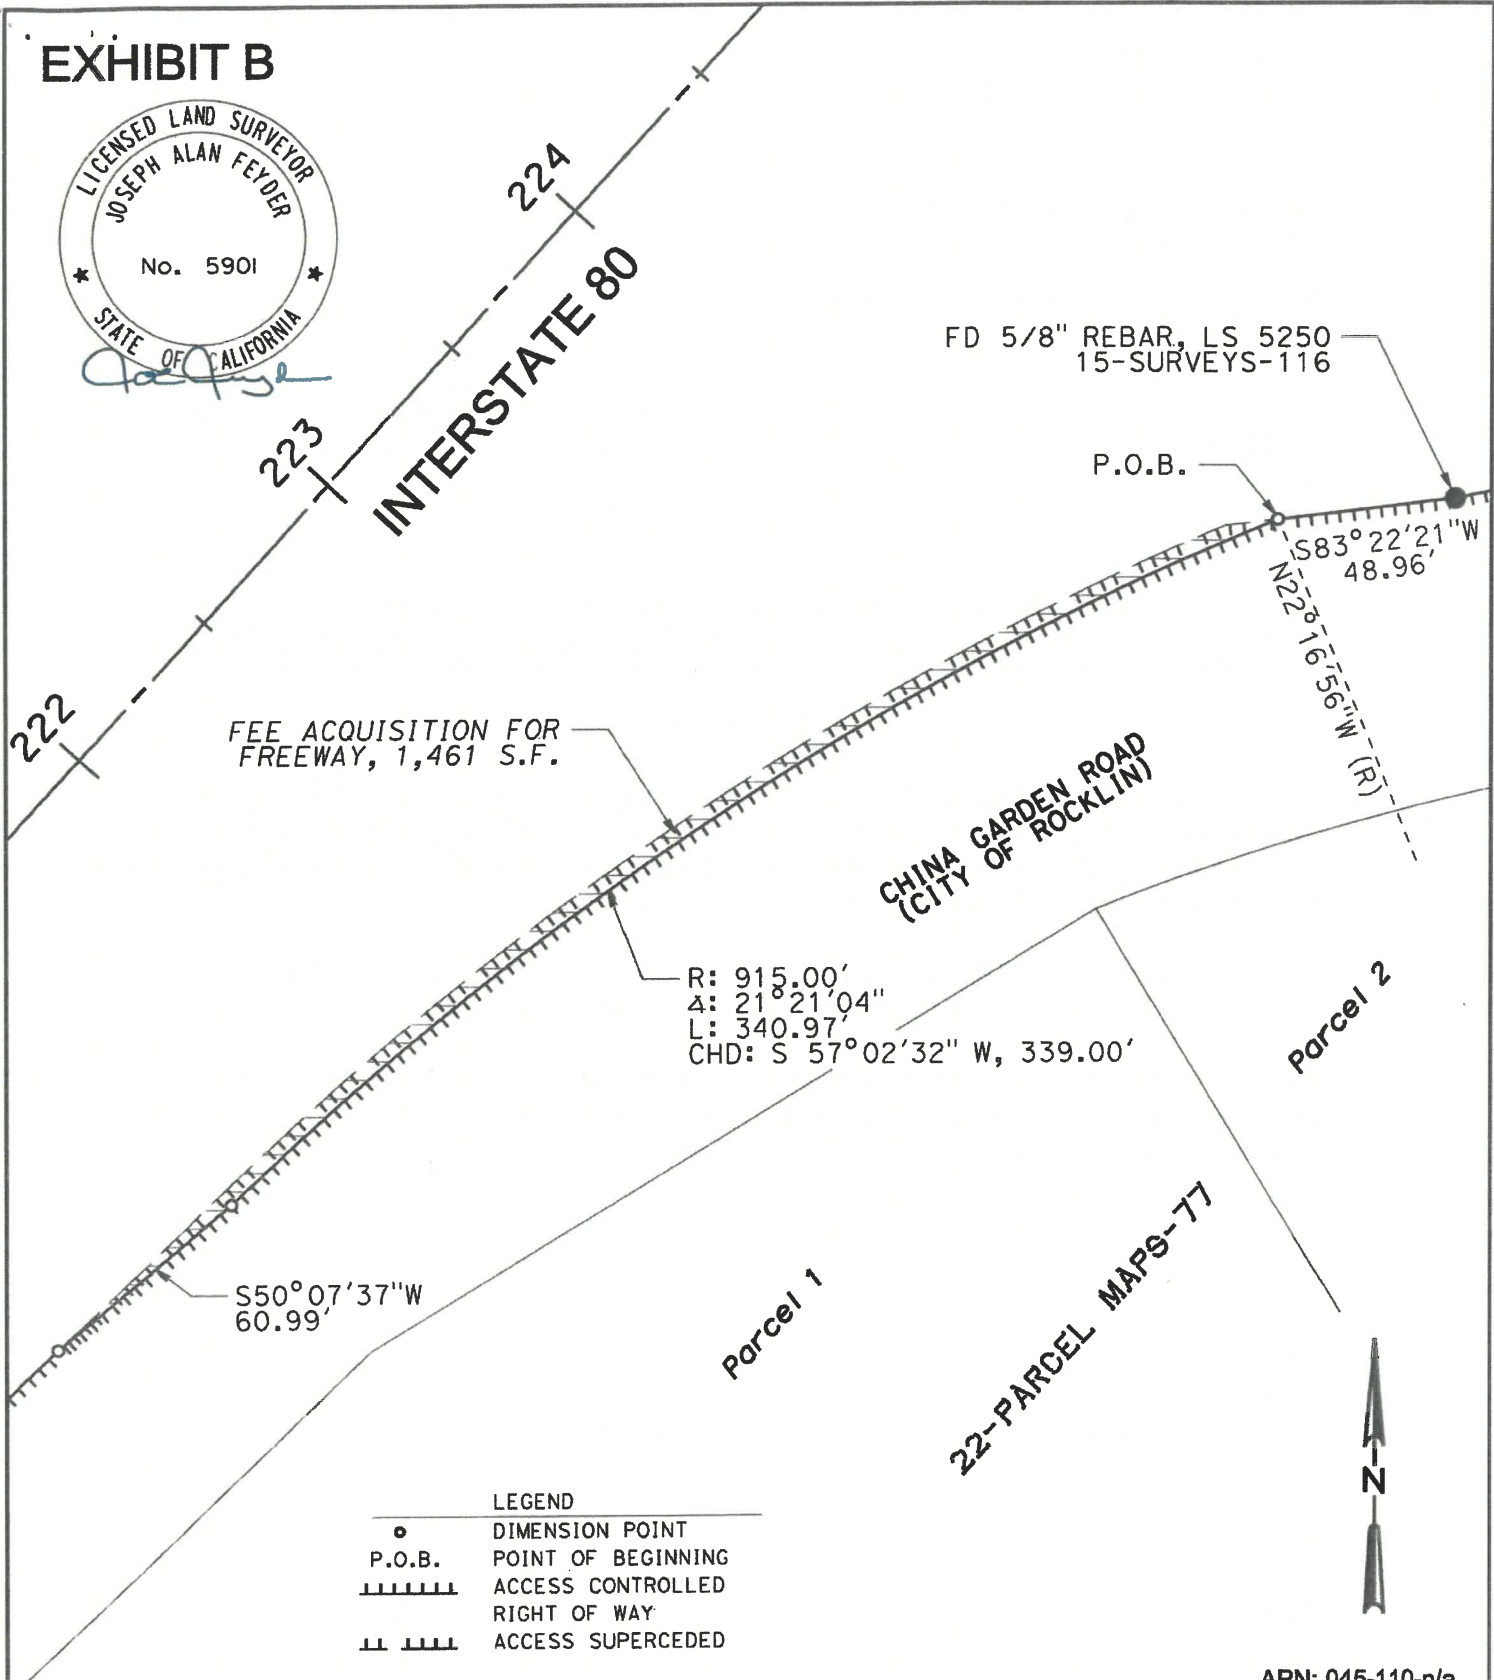 EXHIBIT B
LICENSED LAND SURVEYOR
JOSEPH ALAN FEYDER
No. 5901
STATE OF CALIFORNIA
224
INTERSTATE 80
223
222
FD 5/8" REBAR, LS 5250
15-SURVEYS-116
P.O.B.
S83°22'21"W
48.96'
N22°16'56"W (R)
FEE ACQUISITION FOR
FREEWAY, 1,461 S.F.
CHINA GARDEN ROAD
(CITY OF ROCKLIN)
R: 915.00'
Δ: 21°21'04"
L: 340.97'
CHD: S 57°02'32" W, 339.00'
Parcel 2
S50°07'37"W
60.99'
Parcel 1
22-PARCEL MAPS-77
N
LEGEND
DIMENSION POINT
P.O.B. POINT OF BEGINNING
ACCESS CONTROLLED
RIGHT OF WAY
ACCESS SUPERCEDED
APN: 045-110-n/a